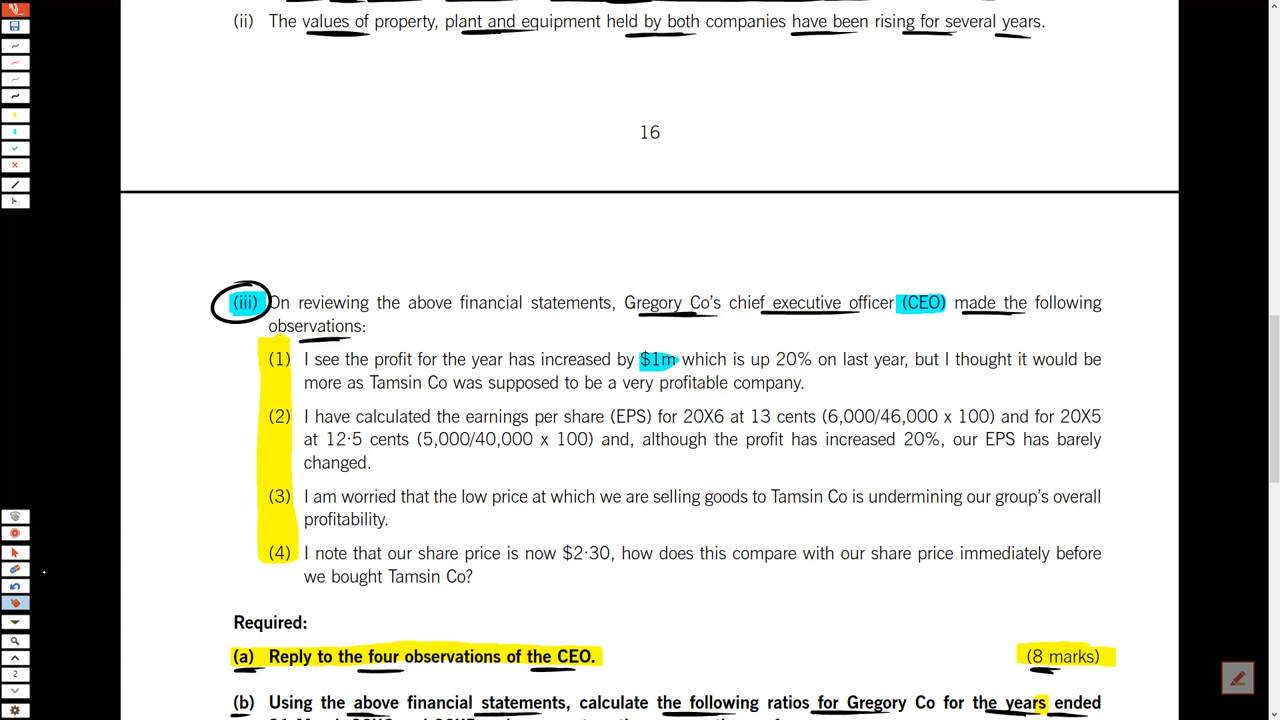 (ii) The values of property, plant and equipment held by both companies have been rising for several years.
16
(iii) On reviewing the above financial statements, Gregory Co's chief executive officer (CEO) made the following
observations:
(1) I see the profit for the year has increased by $1m which is up 20% on last year, but I thought it would be
more as Tamsin Co was supposed to be a very profitable company.
(2) I have calculated the earnings per share (EPS) for 20X6 at 13 cents (6,000/46,000 x 100) and for 20X5
at 12·5 cents (5,000/40,000 x 100) and, although the profit has increased 20%, our EPS has barely
changed.
(3) I am worried that the low price at which we are selling goods to Tamsin Co is undermining our group's overall
profitability.
(4) I note that our share price is now $2·30, how does this compare with our share price immediately before
we bought Tamsin Co?
Required:
(a) Reply to the four observations of the CEO. (8 marks)
(b) Using the above financial statements, calculate the following ratios for Gregory Co for the years ended
2